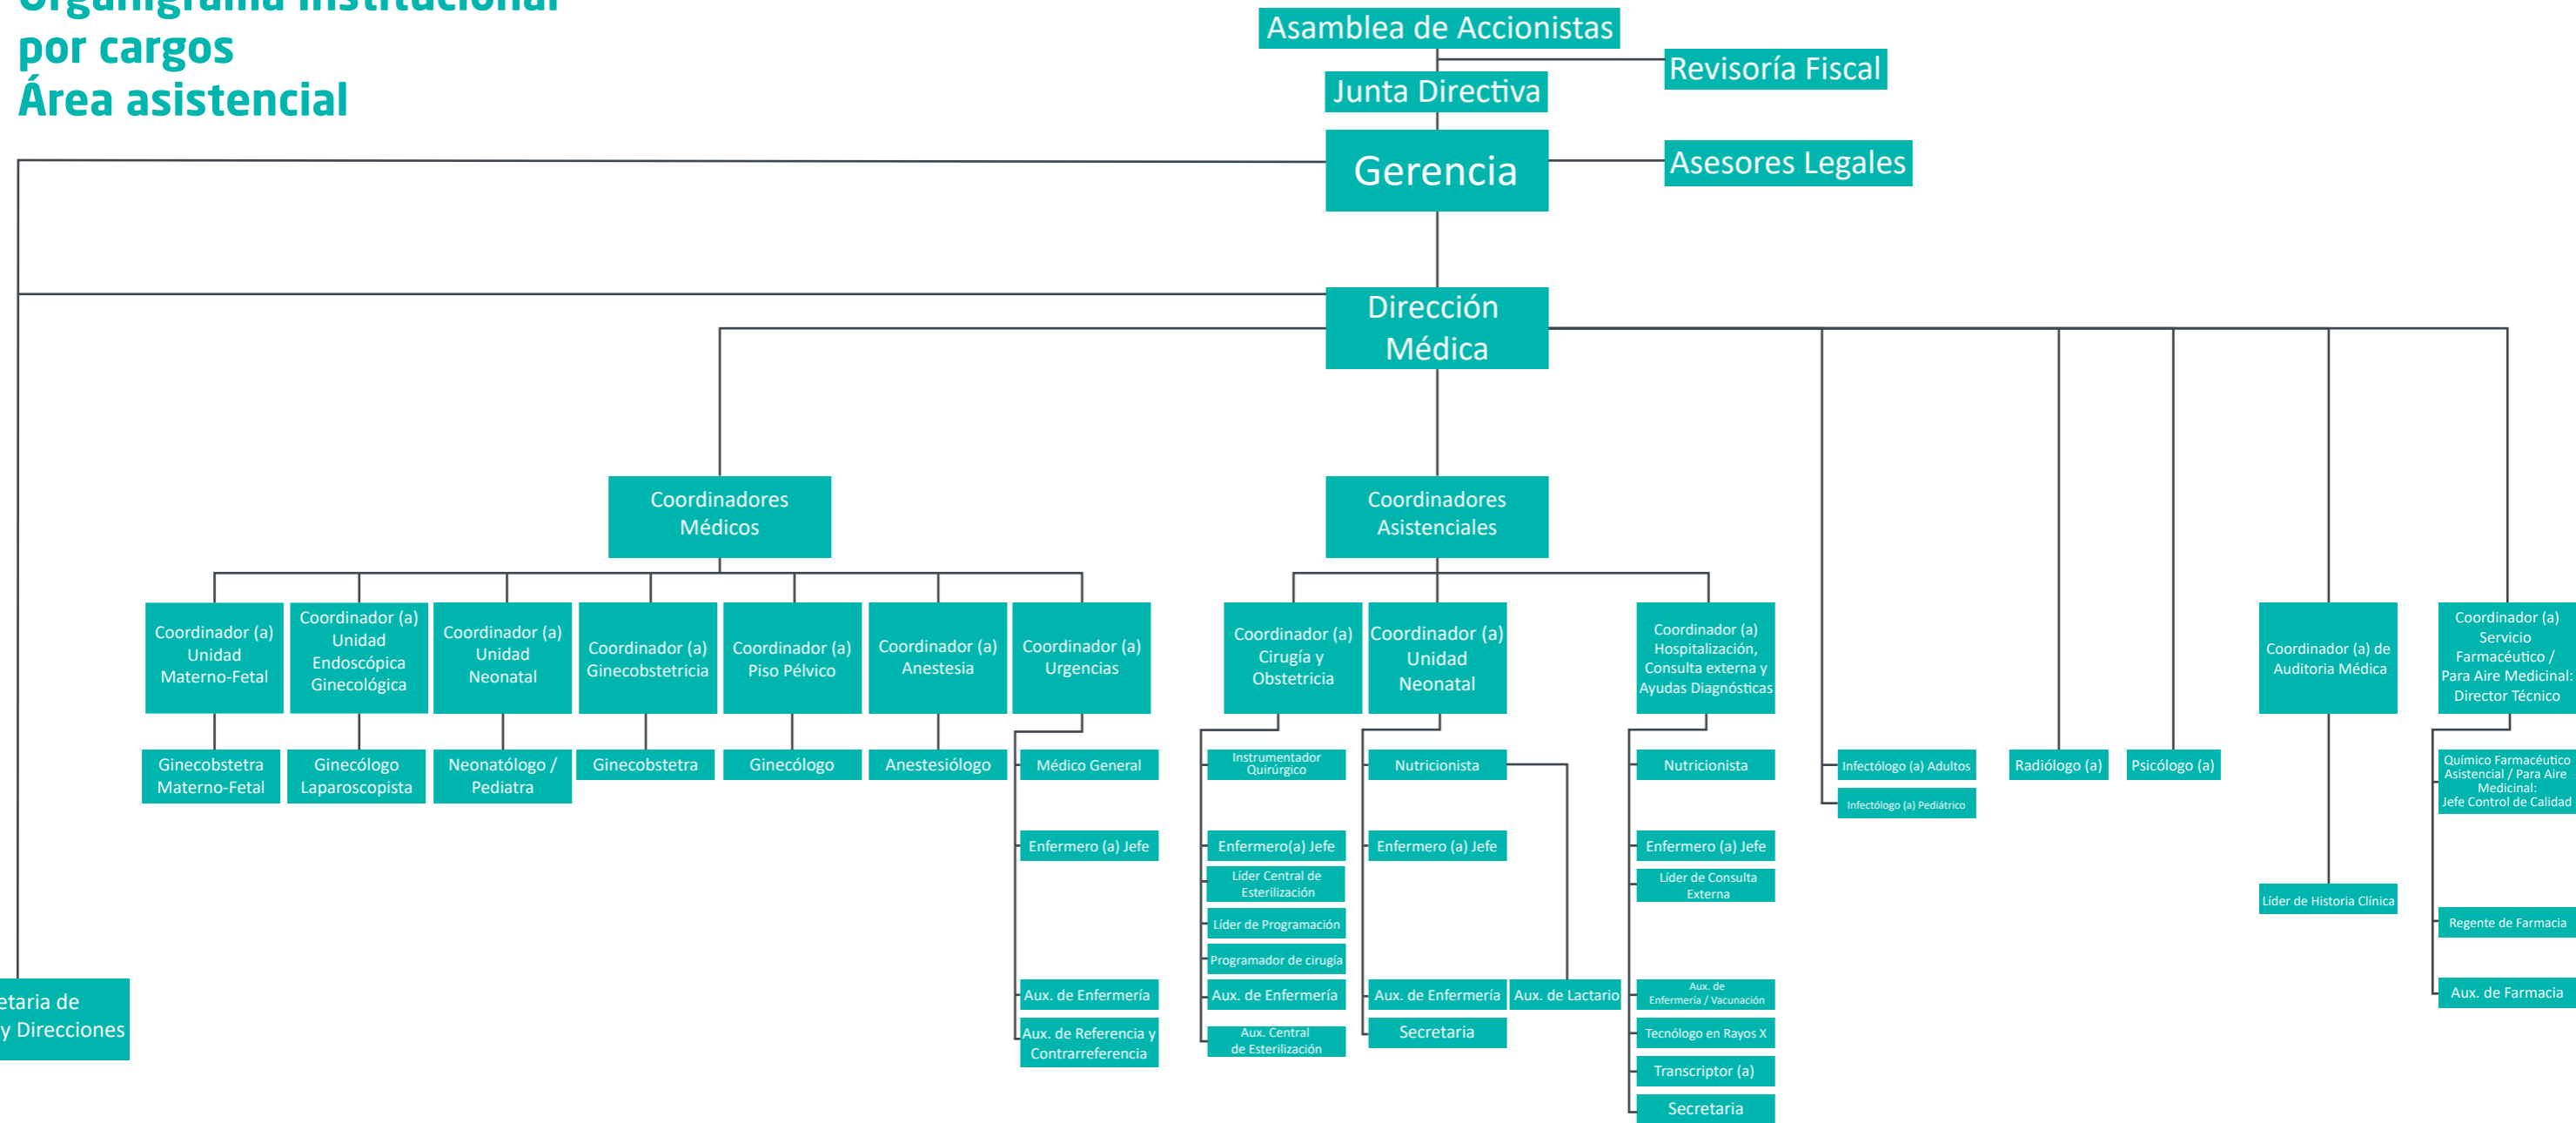 Organigrama Institucional
por cargos
Área asistencial
Asamblea de Accionistas
Revisoría Fiscal
Junta Directiva
Gerencia
Asesores Legales
Dirección
Médica
Coordinadores
Médicos
Coordinadores
Asistenciales
Coordinador (a)
Unidad
Materno-Fetal
Coordinador (a)
Unidad
Endoscópica
Ginecológica
Coordinador (a)
Unidad
Neonatal
Coordinador (a)
Ginecobstetricia
Coordinador (a)
Piso Pélvico
Coordinador (a)
Anestesia
Coordinador (a)
Urgencias
Coordinador (a)
Cirugía y
Obstetricia
Coordinador (a)
Unidad
Neonatal
Coordinador (a)
Hospitalización,
Consulta externa y
Ayudas Diagnósticas
Coordinador (a) de
Auditoria Médica
Coordinador (a)
Servicio
Farmacéutico /
Para Aire Medicinal:
Director Técnico
Ginecobstetra
Materno-Fetal
Ginecólogo
Laparoscopista
Neonatólogo /
Pediatra
Ginecobstetra
Ginecólogo
Anestesiólogo
Médico General
Enfermero (a) Jefe
Aux. de Enfermería
Aux. de Referencia y
Contrarreferencia
Instrumentador
Quirúrgico
Enfermero(a) Jefe
Líder Central de
Esterilización
Líder de Programación
Programador de cirugía
Aux. de Enfermería
Aux. Central
de Esterilización
Nutricionista
Enfermero (a) Jefe
Aux. de Enfermería
Secretaria
Aux. de Lactario
Nutricionista
Enfermero (a) Jefe
Líder de Consulta
Externa
Aux. de
Enfermería / Vacunación
Tecnólogo en Rayos X
Transcriptor (a)
Secretaria
Infectólogo (a) Adultos
Infectólogo (a) Pediátrico
Radiólogo (a)
Psicólogo (a)
Líder de Historia Clínica
Químico Farmacéutico
Asistencial / Para Aire
Medicinal:
Jefe Control de Calidad
Regente de Farmacia
Aux. de Farmacia
de
y Direcciones